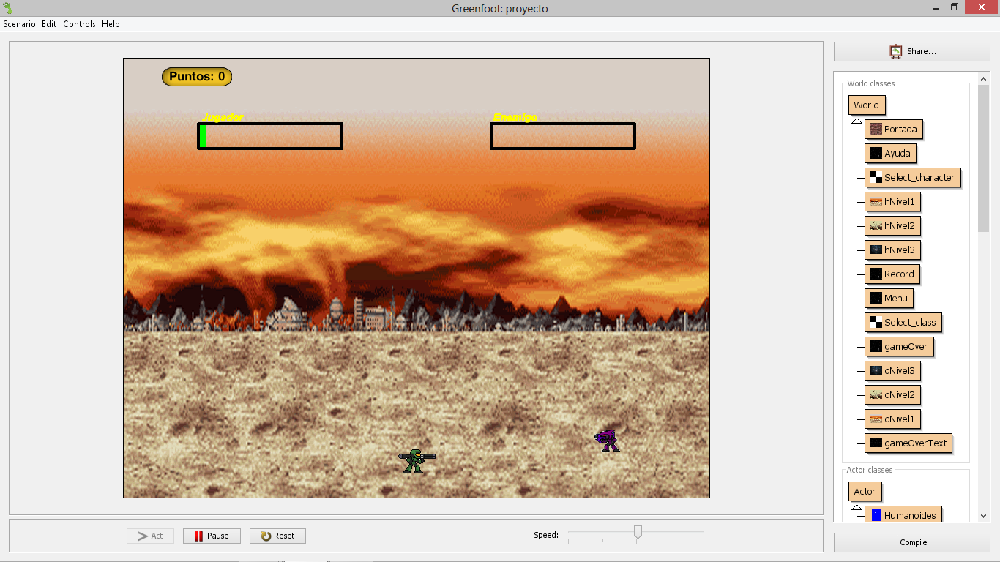 Greenfoot: proyecto
Scenario Edit Controls Help
Puntos: 0
Jugador
Enemigo
Act
Pause
Reset
Speed:
Share...
World classes
World
Portada
Ayuda
Select_character
hNivel1
hNivel2
hNivel3
Record
Menu
Select_class
gameOver
dNivel3
dNivel2
dNivel1
gameOverText
Actor classes
Actor
Humanoides
Compile